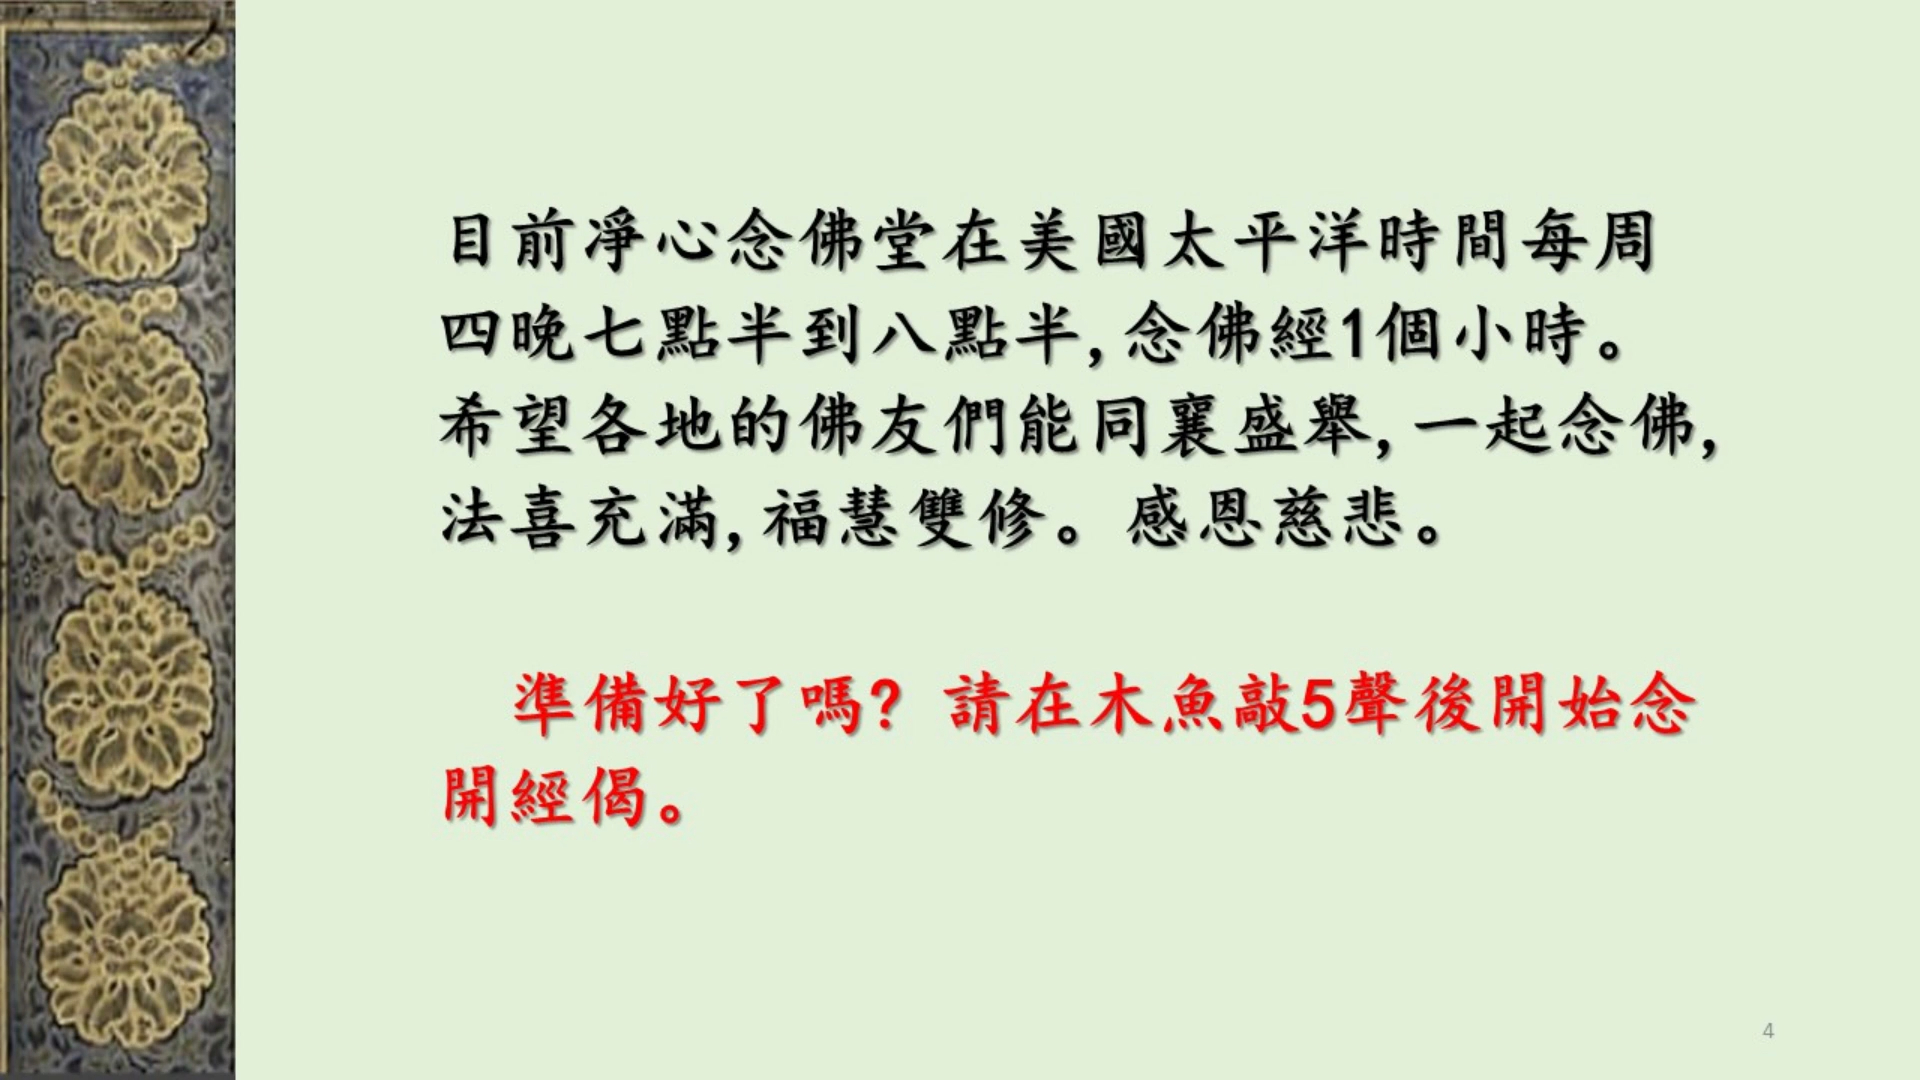 目前凈心念佛堂在美國太平洋時間每周
四晚七點半到八點半,念佛經1個小時。
希望各地的佛友們能同襄盛舉,一起念佛,
法喜充滿,福慧雙修。感恩慈悲。
準備好了嗎? 請在木魚敲5聲後開始念
開經偈。
4